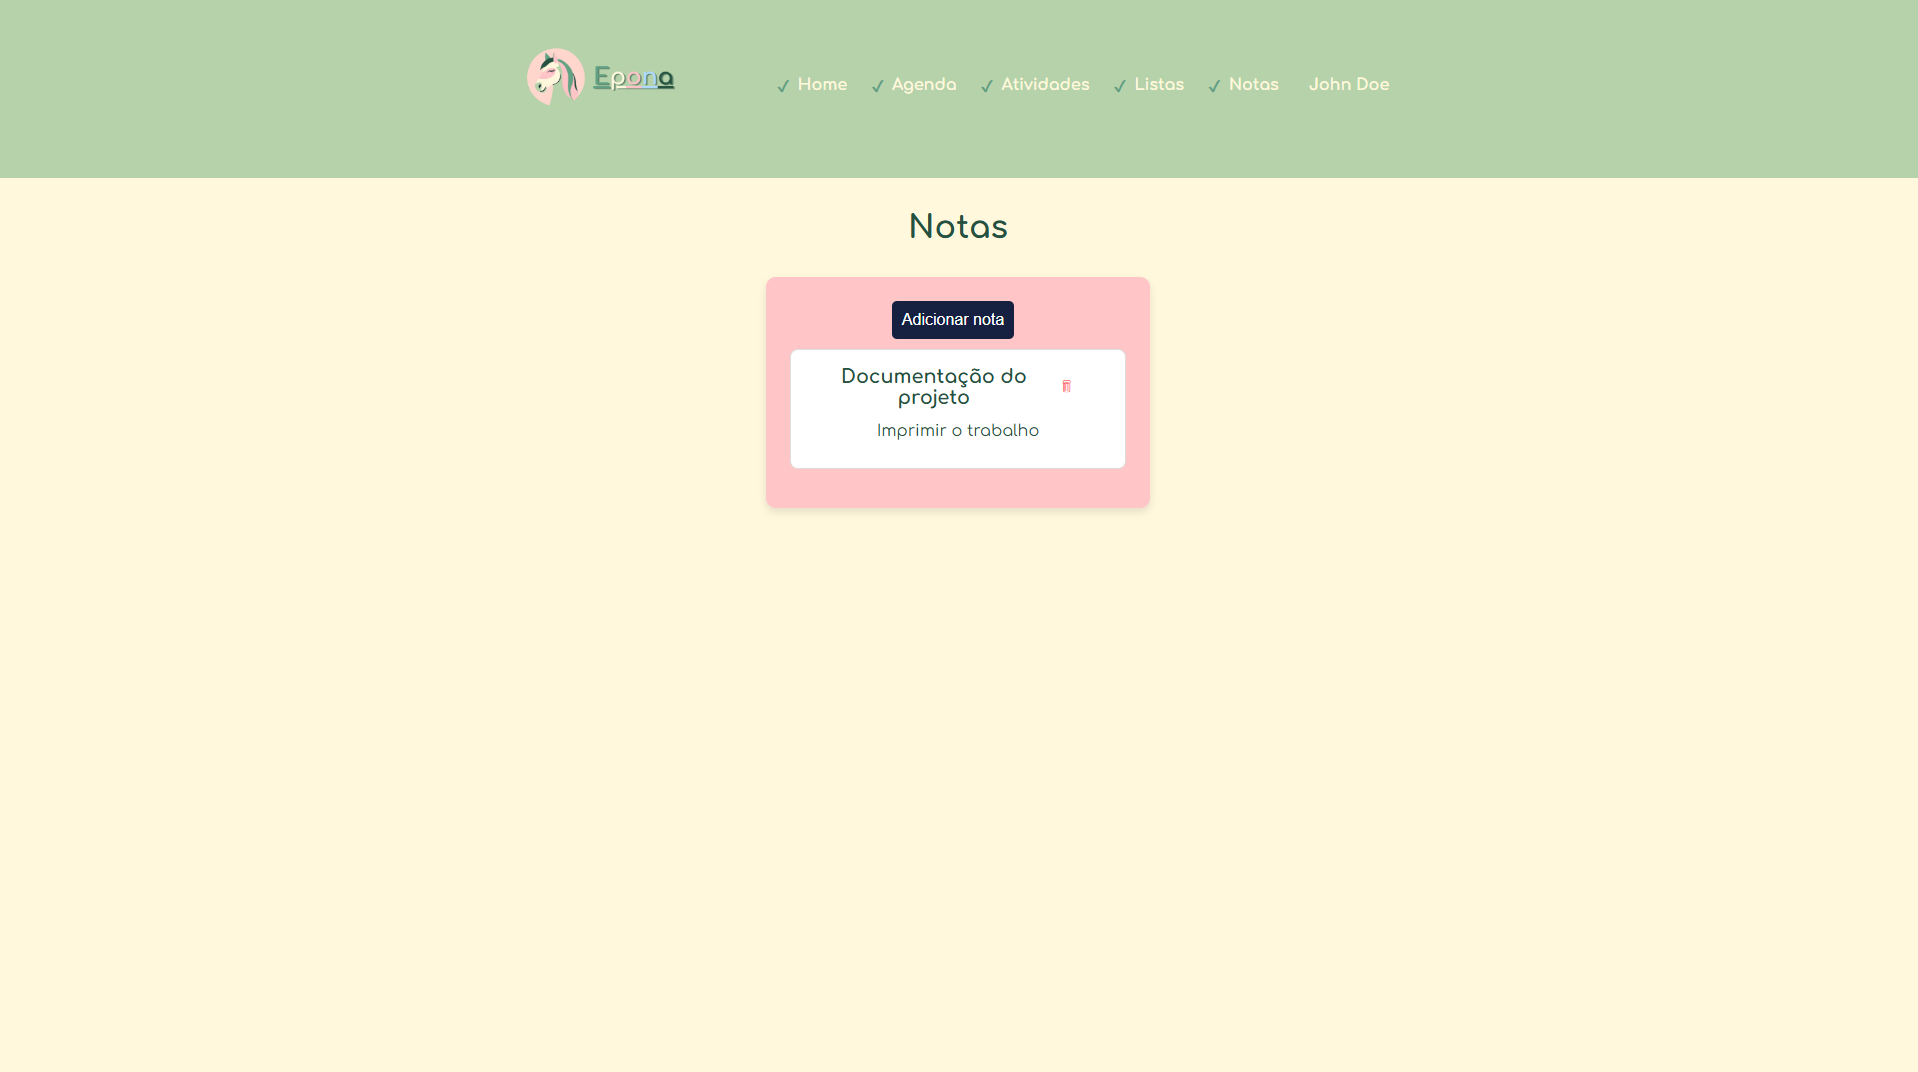 Epona
✓ Home ✓ Agenda ✓ Atividades ✓ Listas ✓ Notas John Doe
Notas
Adicionar nota
Documentação do
projeto
Imprimir o trabalho